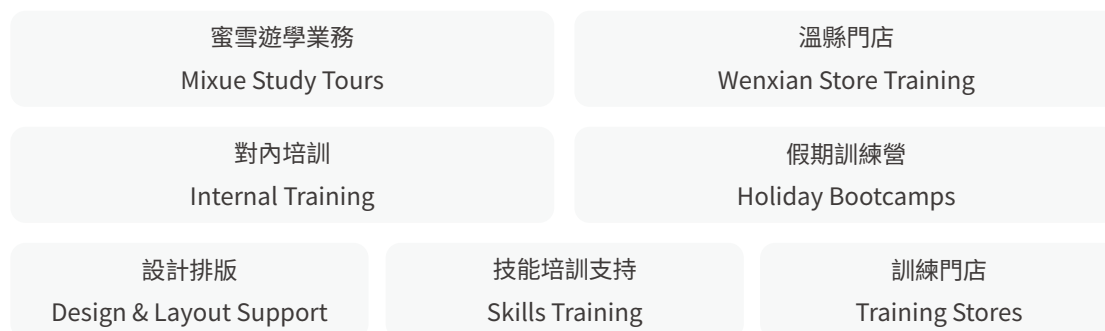 蜜雪遊學業務
Mixue Study Tours
溫縣門店
Wenxian Store Training
對內培訓
Internal Training
假期訓練營
Holiday Bootcamps
設計排版
Design & Layout Support
技能培訓支持
Skills Training
訓練門店
Training Stores